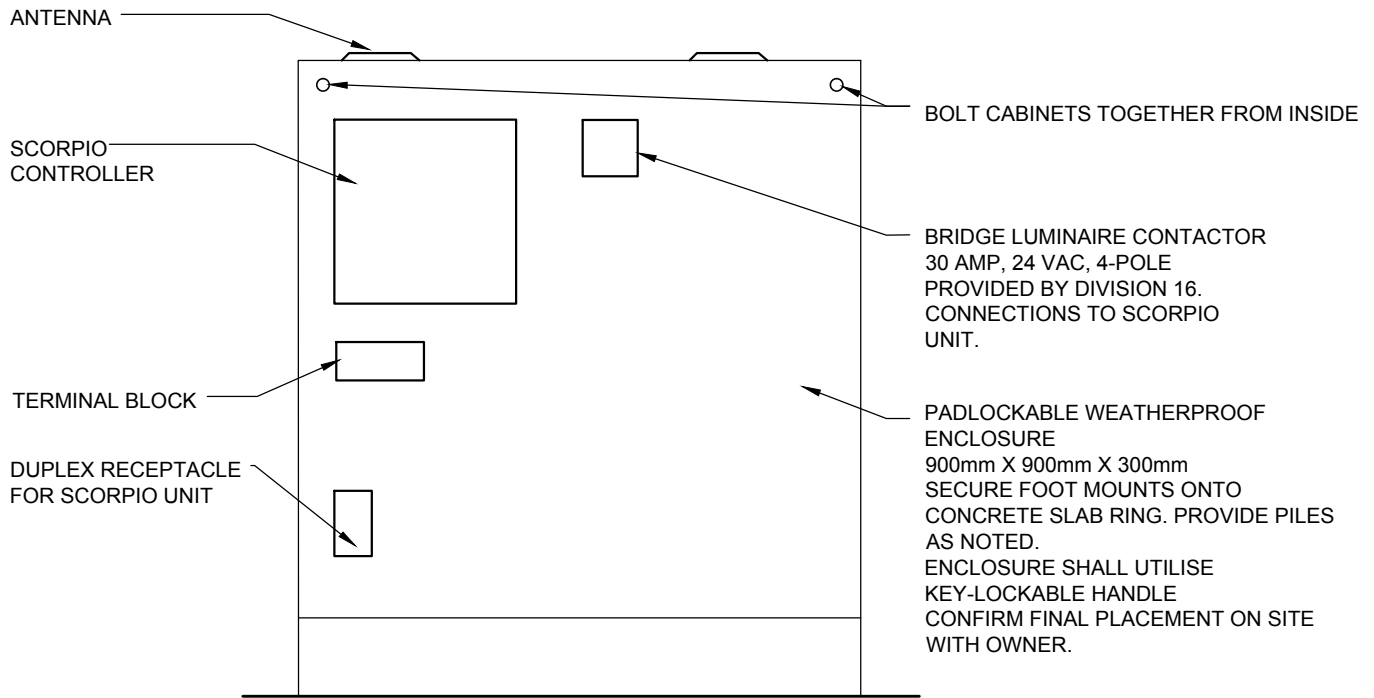 ANTENNA
SCORPIO
CONTROLLER
TERMINAL BLOCK
DUPLEX RECEPTACLE
FOR SCORPIO UNIT
BOLT CABINETS TOGETHER FROM INSIDE
BRIDGE LUMINAIRE CONTACTOR
30 AMP, 24 VAC, 4-POLE
PROVIDED BY DIVISION 16.
CONNECTIONS TO SCORPIO
UNIT.
PADLOCKABLE WEATHERPROOF
ENCLOSURE
900mm X 900mm X 300mm
SECURE FOOT MOUNTS ONTO
CONCRETE SLAB RING. PROVIDE PILES
AS NOTED.
ENCLOSURE SHALL UTILISE
KEY-LOCKABLE HANDLE
CONFIRM FINAL PLACEMENT ON SITE
WITH OWNER.